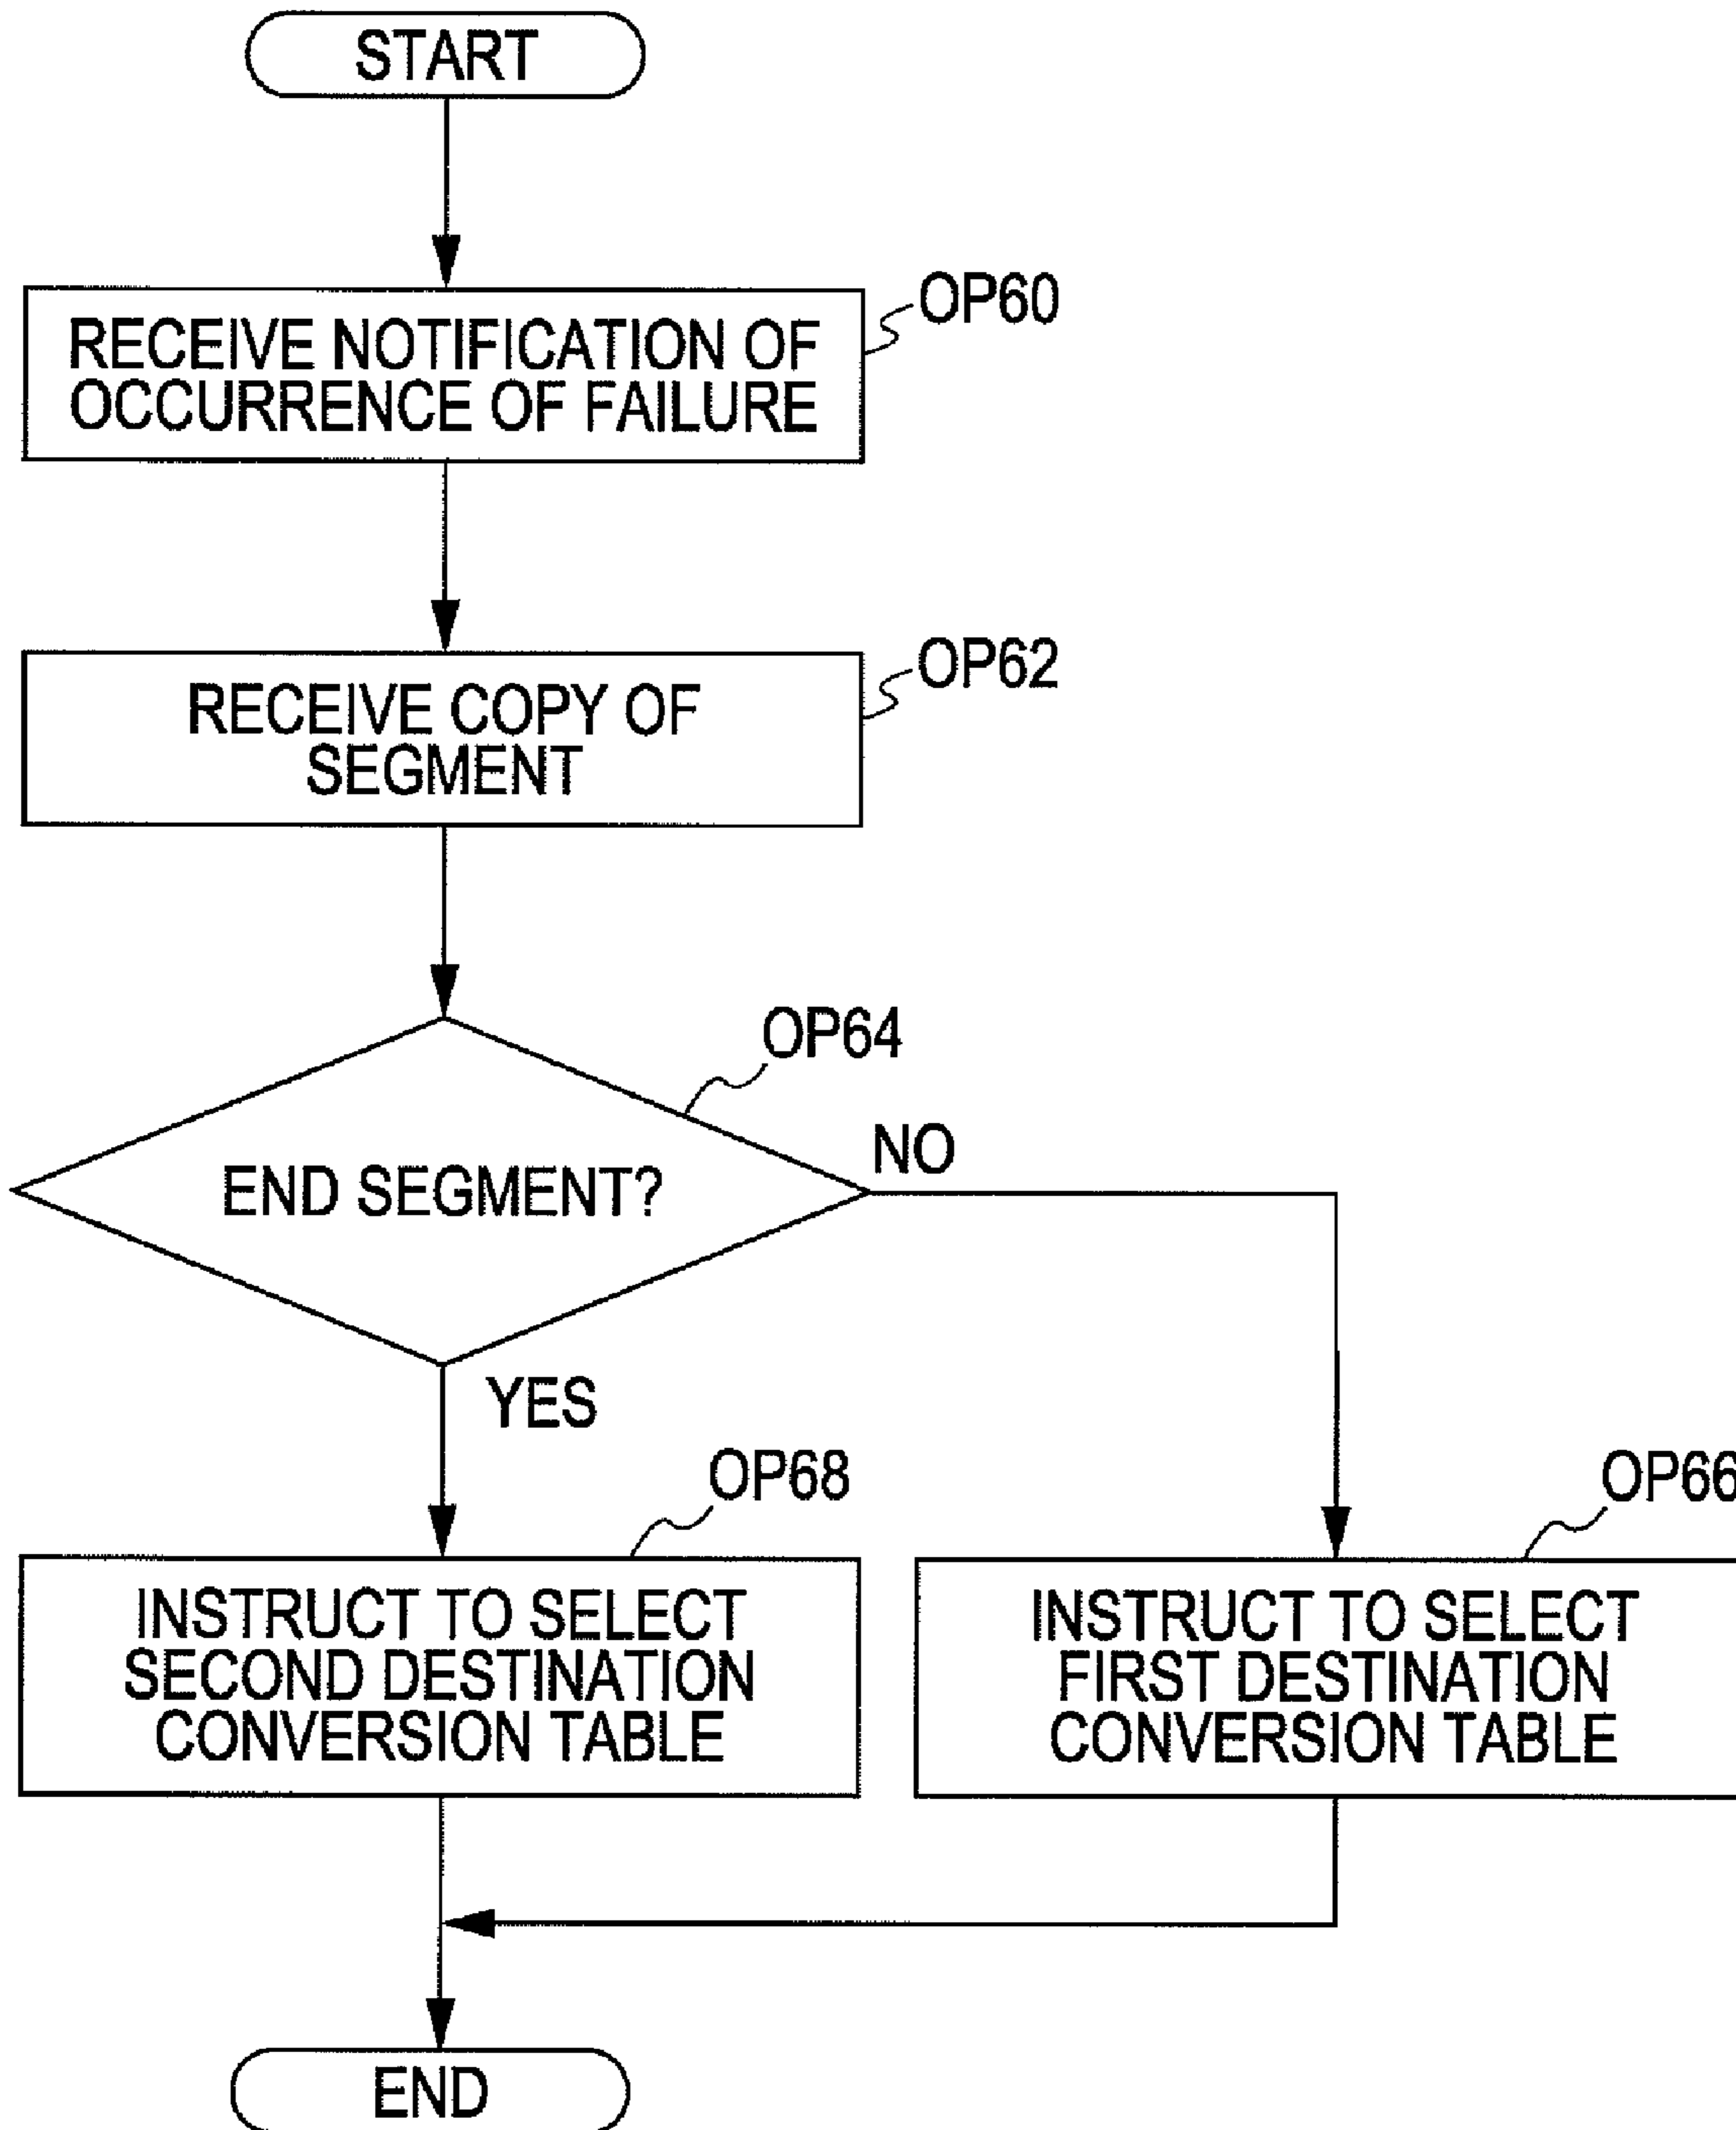 START
OP60
RECEIVE NOTIFICATION OF
OCCURRENCE OF FAILURE
OP62
RECEIVE COPY OF
SEGMENT
OP64
END SEGMENT?
NO
YES
OP68
INSTRUCT TO SELECT
SECOND DESTINATION
CONVERSION TABLE
OP66
INSTRUCT TO SELECT
FIRST DESTINATION
CONVERSION TABLE
END